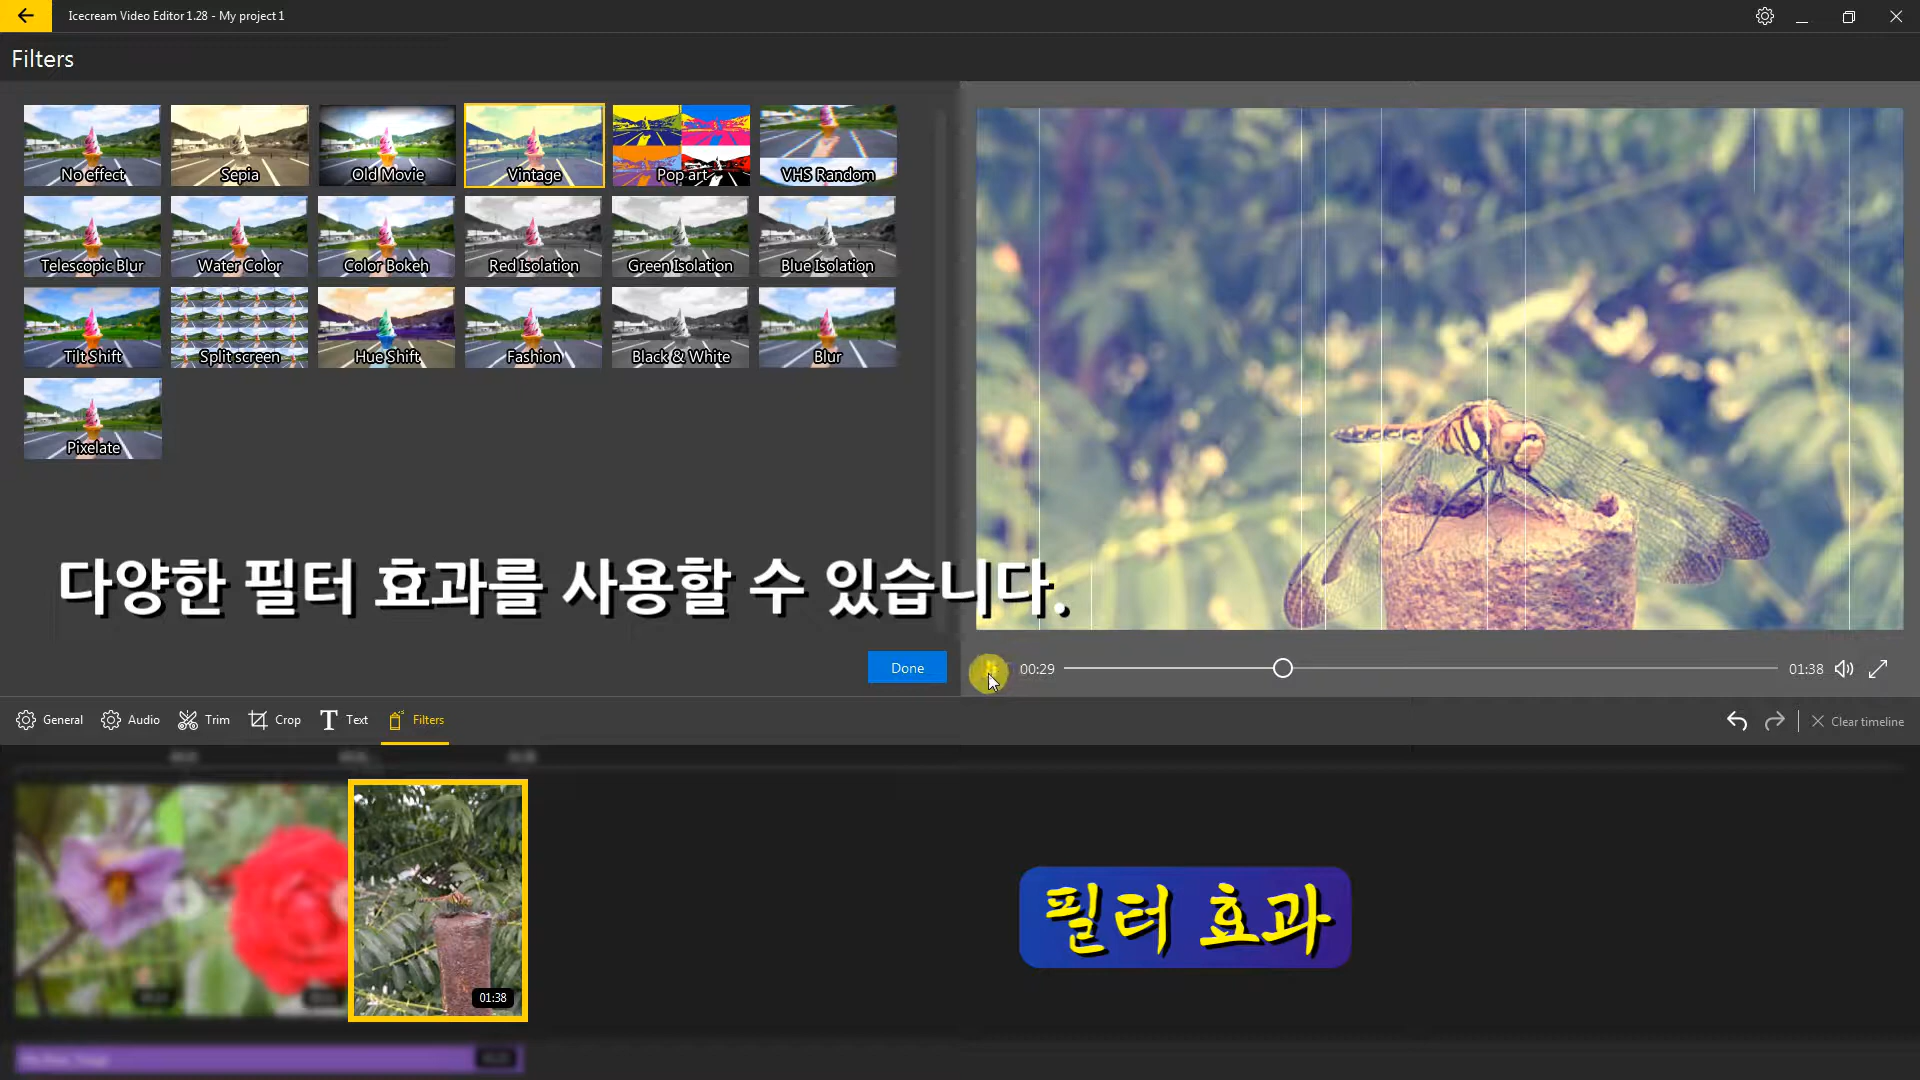 Icecream Video Editor 1.28 - My project 1
Filters
No effect
Sepia
Old Movie
Vintage
Pop art
VHS Random
Telescopic Blur
Water Color
Color Bokeh
Red Isolation
Green Isolation
Blue Isolation
Tilt Shift
Split screen
Hue Shift
Fashion
Black & White
Blur
Pixelate
다양한 필터 효과를 사용할 수 있습니다.
Done
00:29
01:38
General
Audio
Trim
Crop
Text
Filters
Clear timeline
01:38
필터 효과